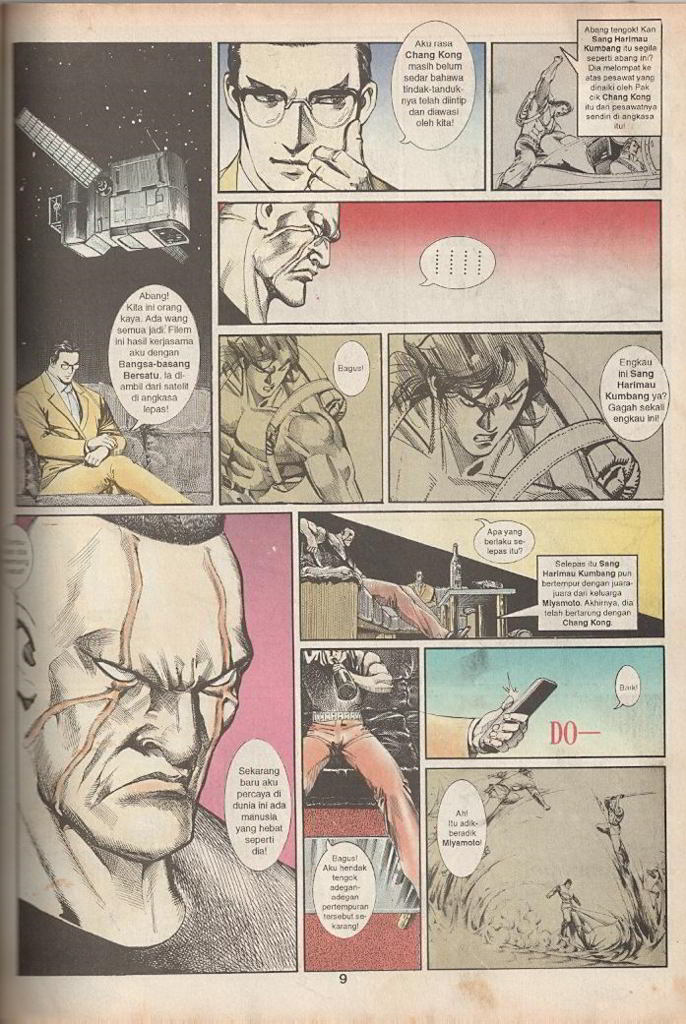 Aku rasa
Chang Kong
masih belum
sedar bahawa
tindak-tanduk-
nya telah diintip
dan diawasi
oleh kita!
Abang tengok! Kan
Sang Harimau
Kumbang itu segila
seperti abang ini?
Dia melompat ke
atas pesawat yang
dinaiki oleh Pak
cik Chang Kong
itu dari pesawatnya
sendiri di angkasa
itu!
Abang!
Kita ini orang
kaya. Ada wang
semua jadi. Filem
ini hasil kerjasama
aku dengan
Bangsa-bangsa
Bersatu. Ia di-
ambil dari satelit
di angkasa
lepas!
Bagus!
Engkau
ini Sang
Harimau
Kumbang ya?
Gagah sekali
engkau ini!
Sekarang
baru aku
percaya di
dunia ini ada
manusia
yang hebat
seperti
dia!
Apa yang
berlaku se-
lepas itu?
Selepas itu Sang
Harimau Kumbang pun
bertempur dengan juara-
juara dari keluarga
Miyamoto. Akhirnya, dia
telah bertarung dengan
Chang Kong.
Bagus!
Aku hendak
tengok
adegan-
adegan
pertempuran
tersebut se-
karang!
Baik!
DO—
Ah!
Itu adik-
beradik
Miyamoto!
9